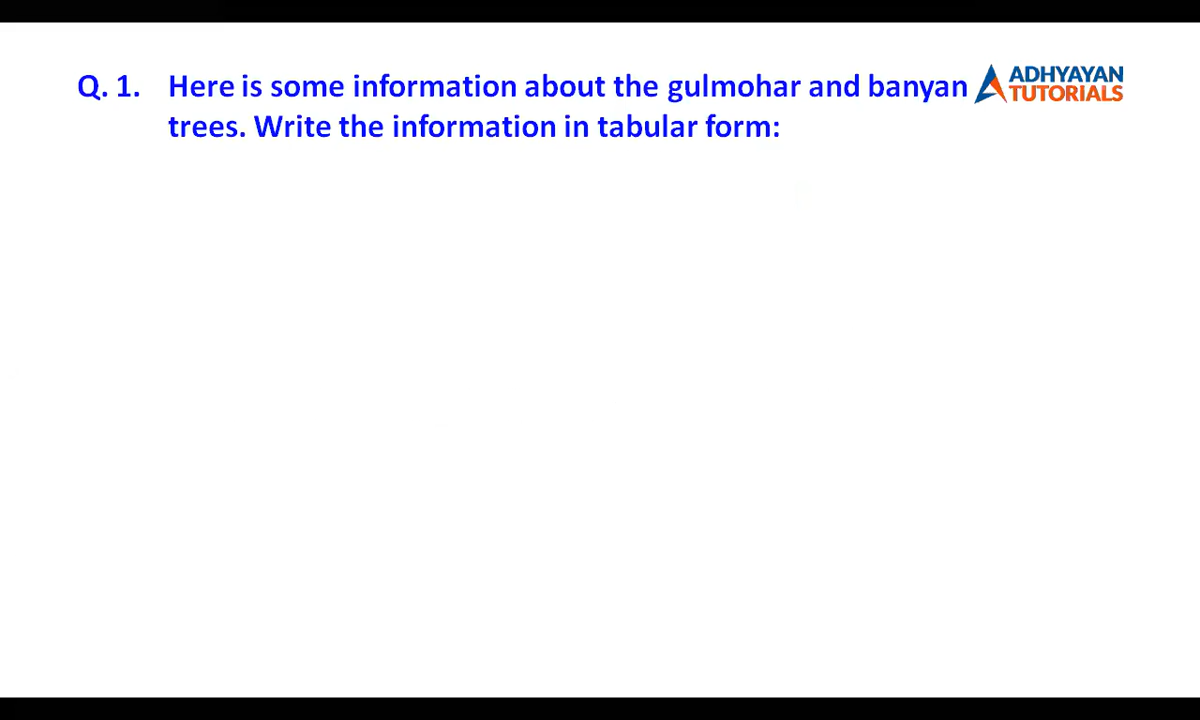 Q. 1. Here is some information about the gulmohar and banyan
trees. Write the information in tabular form:
ADHYAYAN
TUTORIALS